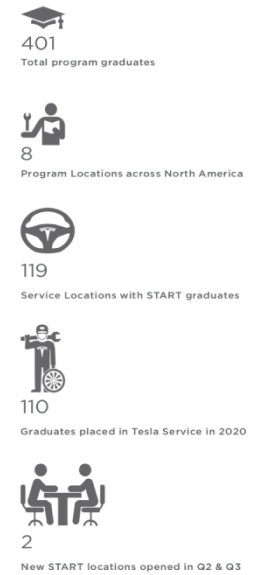 401
Total program graduates
8
Program Locations across North America
119
Service Locations with START graduates
110
Graduates placed in Tesla Service in 2020
2
New START locations opened in Q2 & Q3